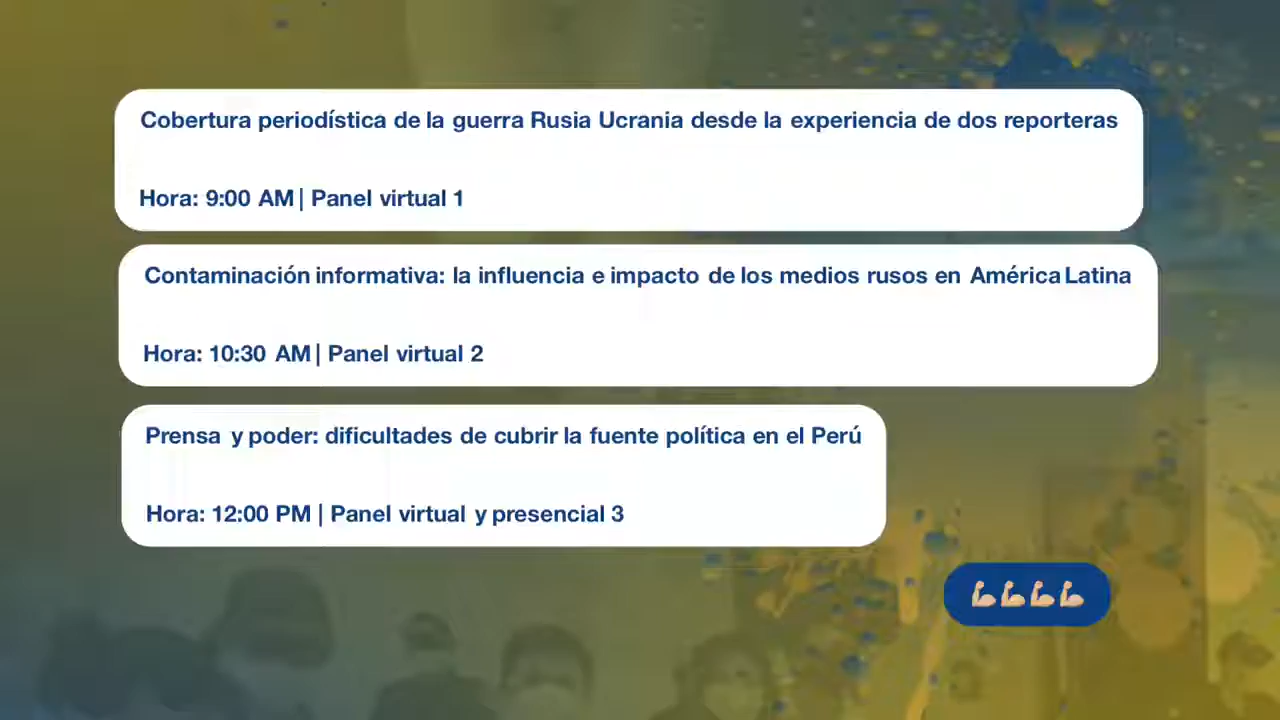 Cobertura periodística de la guerra Rusia Ucrania desde la experiencia de dos reporteras
Hora: 9:00 AM | Panel virtual 1
Contaminación informativa: la influencia e impacto de los medios rusos en América Latina
Hora: 10:30 AM | Panel virtual 2
Prensa y poder: dificultades de cubrir la fuente política en el Perú
Hora: 12:00 PM | Panel virtual y presencial 3
💪🏼💪🏼💪🏼💪🏼